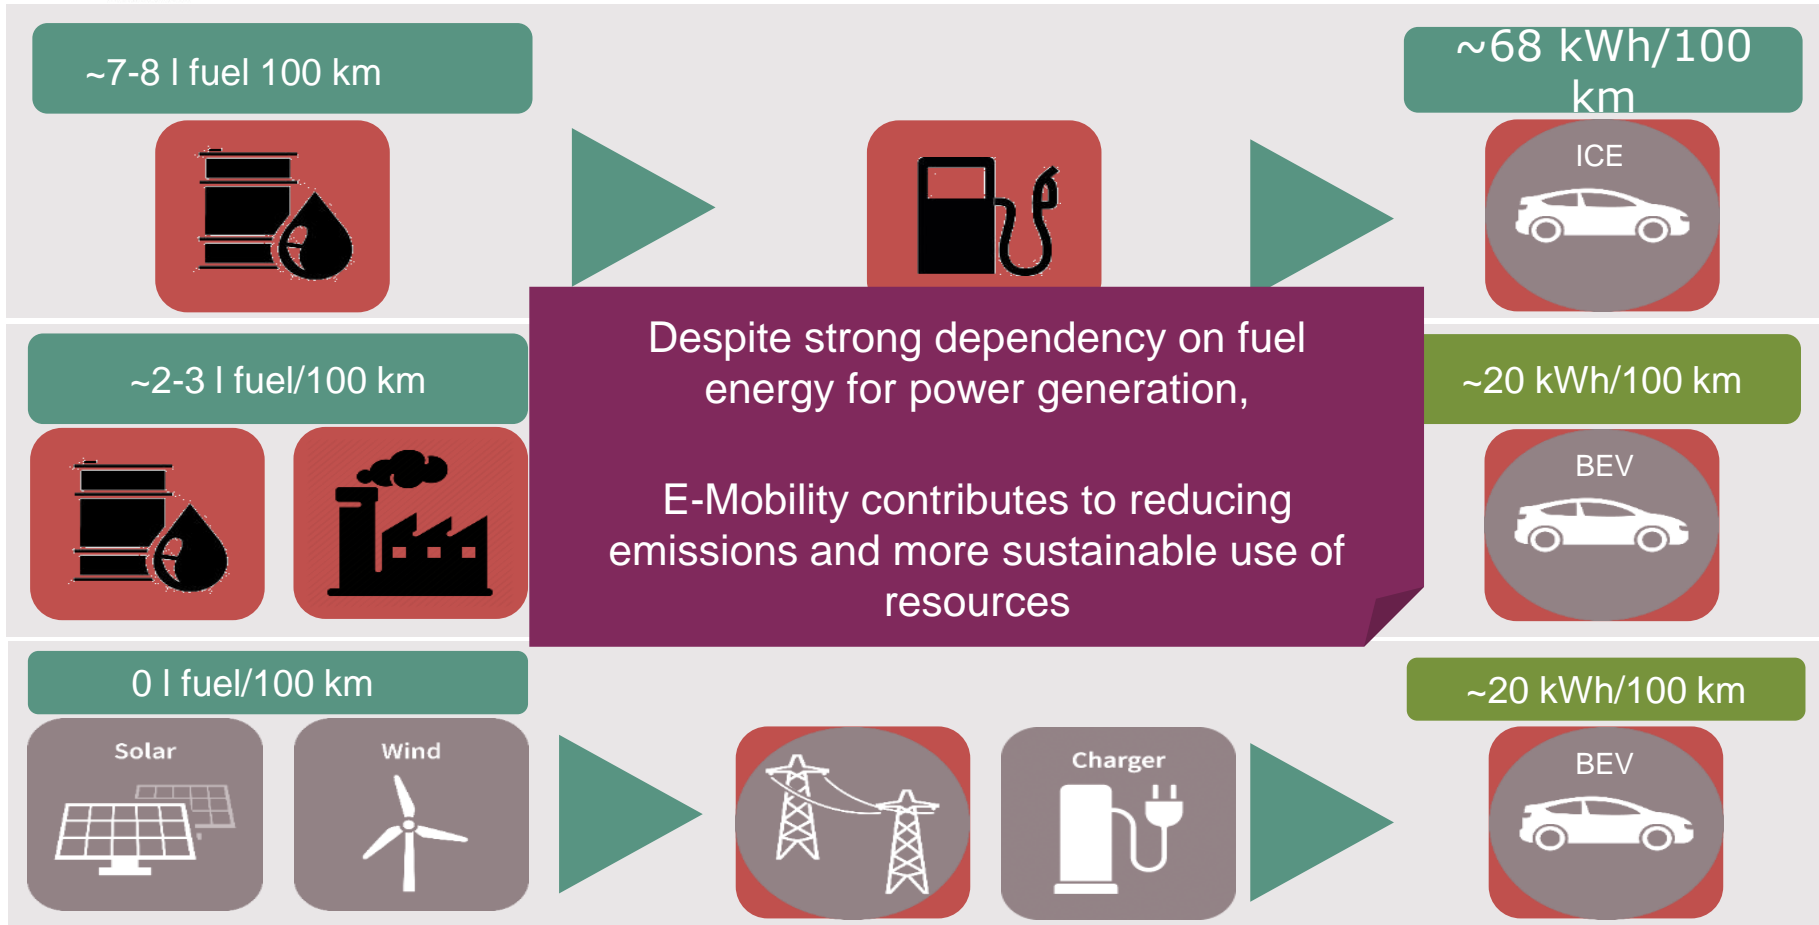 ~7-8 l fuel 100 km
~68 kWh/100
km
ICE
Despite strong dependency on fuel
energy for power generation,
E-Mobility contributes to reducing
emissions and more sustainable use of
resources
~2-3 l fuel/100 km
~20 kWh/100 km
BEV
0 l fuel/100 km
~20 kWh/100 km
Solar
Wind
Charger
BEV